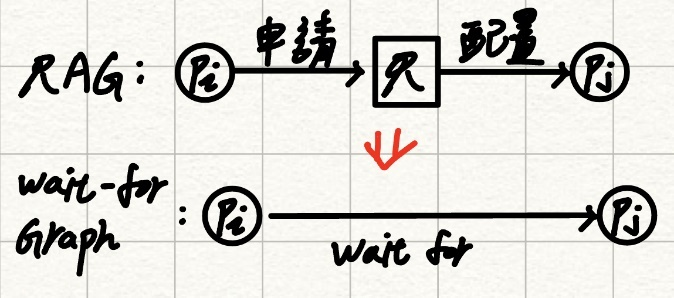 申請 配置
RAG: Pi R Pj
wait-for
Graph : Pi Pj
wait for